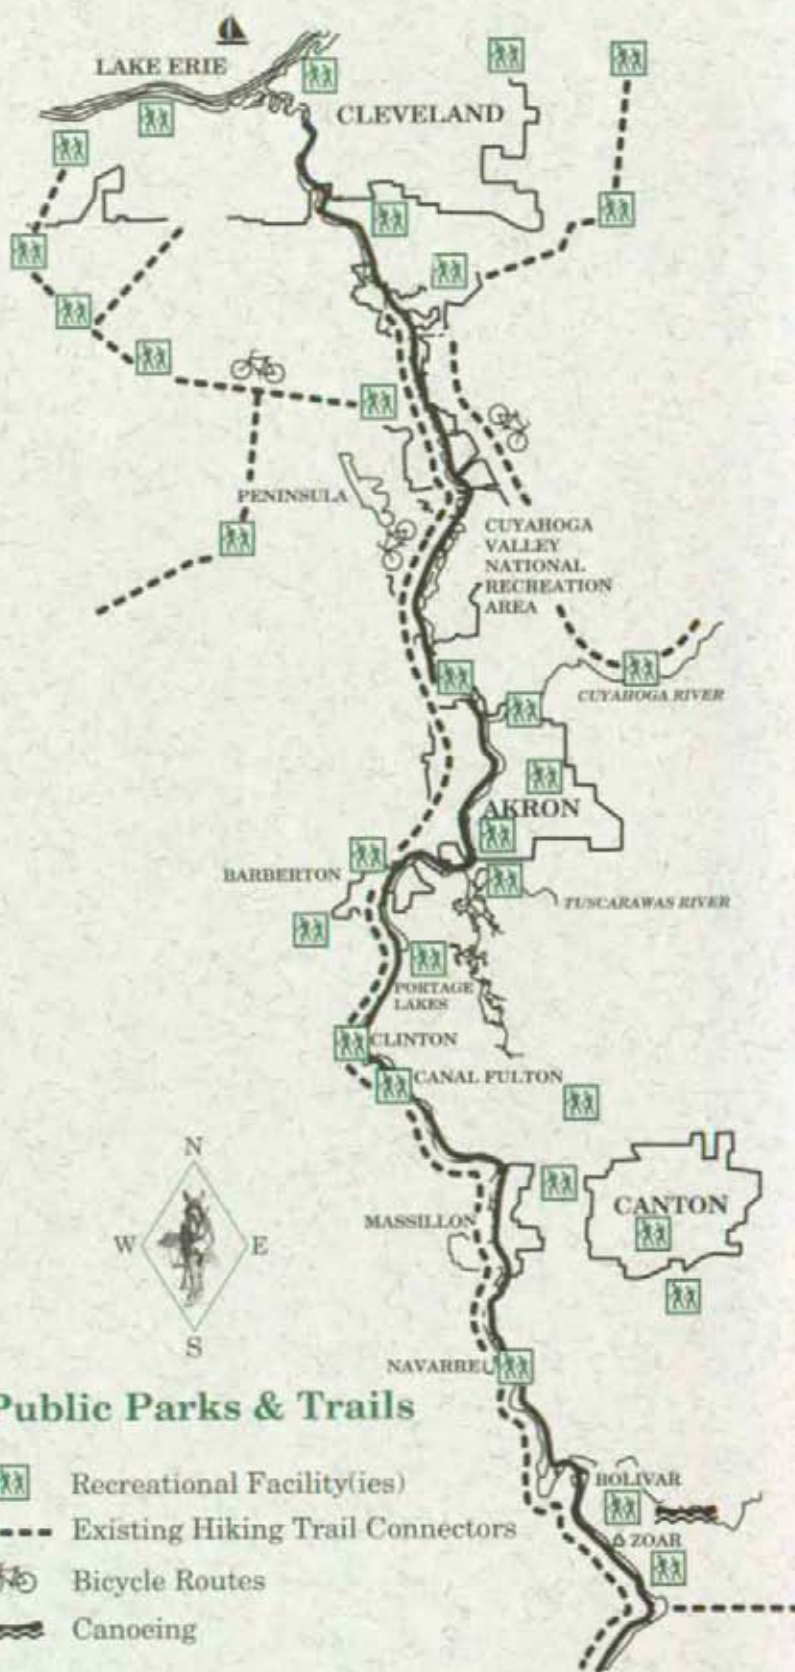 LAKE ERIE
CLEVELAND
PENINSULA
CUYAHOGA
VALLEY
NATIONAL
RECREATION
AREA
CUYAHOGA RIVER
AKRON
BARBERTON
TUSCARAWAS RIVER
PORTAGE
LAKES
CLINTON
CANAL FULTON
N
W
E
S
CANTON
MASSILLON
NAVARRE
Public Parks & Trails
BOLIVAR
ZOAR
Recreational Facility(ies)
Existing Hiking Trail Connectors
Bicycle Routes
Canoeing